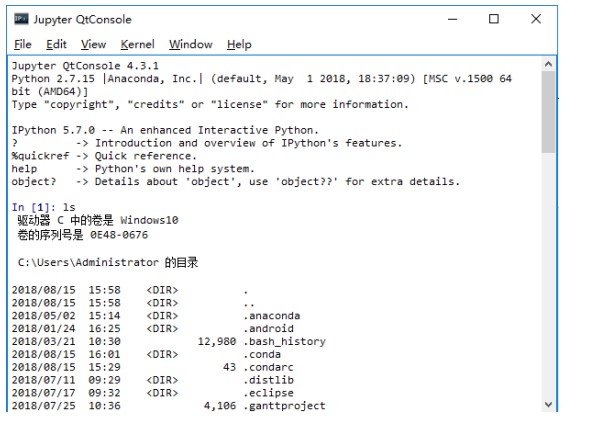 Jupyter QtConsole
File Edit View Kernel Window Help
Jupyter QtConsole 4.3.1
Python 2.7.15 |Anaconda, Inc.| (default, May  1 2018, 18:37:09) [MSC v.1500 64
bit (AMD64)]
Type "copyright", "credits" or "license" for more information.
IPython 5.7.0 -- An enhanced Interactive Python.
?         -> Introduction and overview of IPython's features.
%quickref -> Quick reference.
help      -> Python's own help system.
object?   -> Details about 'object', use 'object??' for extra details.
In [1]: ls
驱动器 C 中的卷是 Windows10
卷的序列号是 0E48-0676
C:\Users\Administrator 的目录
2018/08/15  15:58    <DIR>          .
2018/08/15  15:58    <DIR>          ..
2018/05/02  15:14    <DIR>          .anaconda
2018/01/24  16:25    <DIR>          .android
2018/03/21  10:30            12,980 .bash_history
2018/08/15  16:01    <DIR>          .conda
2018/08/15  15:29                43 .condarc
2018/07/11  09:29    <DIR>          .distlib
2018/07/17  09:32    <DIR>          .eclipse
2018/07/25  10:36             4,106 .ganttproject